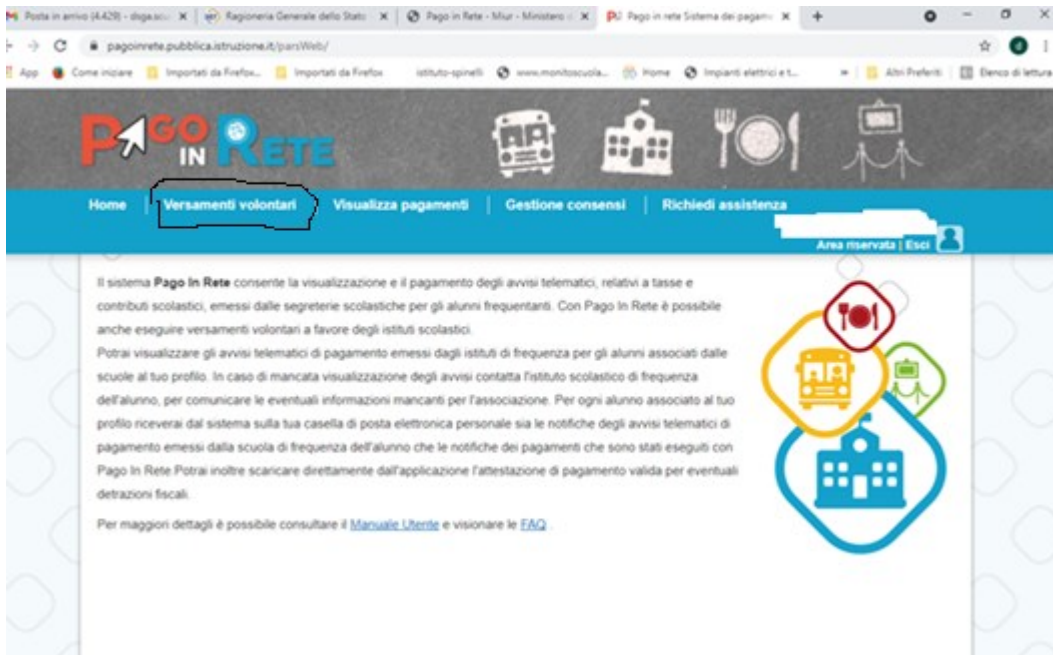 Posta in arrivo (4.429) - dsga.scu
Ragioneria Generale dello Stato
Pago in Rete - Miur - Ministero
Pago in rete Sistema dei pagam
pagoinrete.pubblica.istruzione.it/parsWeb/
App Come iniziare Importati da Firefox... Importati da Firefox istituto-spinelli www.monitoscuola... Home Impianti elettrici e t... Altri Preferiti Elenco di lettura
PAGO IN RETE
Home | Versamenti volontari | Visualizza pagamenti | Gestione consensi | Richiedi assistenza
Area riservata | Esci
Il sistema Pago In Rete consente la visualizzazione e il pagamento degli avvisi telematici, relativi a tasse e
contributi scolastici, emessi dalle segreterie scolastiche per gli alunni frequentanti. Con Pago In Rete è possibile
anche eseguire versamenti volontari a favore degli istituti scolastici.
Potrai visualizzare gli avvisi telematici di pagamento emessi dagli istituti di frequenza per gli alunni associati dalle
scuole al tuo profilo. In caso di mancata visualizzazione degli avvisi contatta l'istituto scolastico di frequenza
dell'alunno, per comunicare le eventuali informazioni mancanti per l'associazione. Per ogni alunno associato al tuo
profilo riceverai dal sistema sulla tua casella di posta elettronica personale sia le notifiche degli avvisi telematici di
pagamento emessi dalla scuola di frequenza dell'alunno che le notifiche dei pagamenti che sono stati eseguiti con
Pago In Rete Potrai inoltre scaricare direttamente dall'applicazione l'attestazione di pagamento valida per eventuali
detrazioni fiscali.
Per maggiori dettagli è possibile consultare il Manuale Utente e visionare le FAQ .